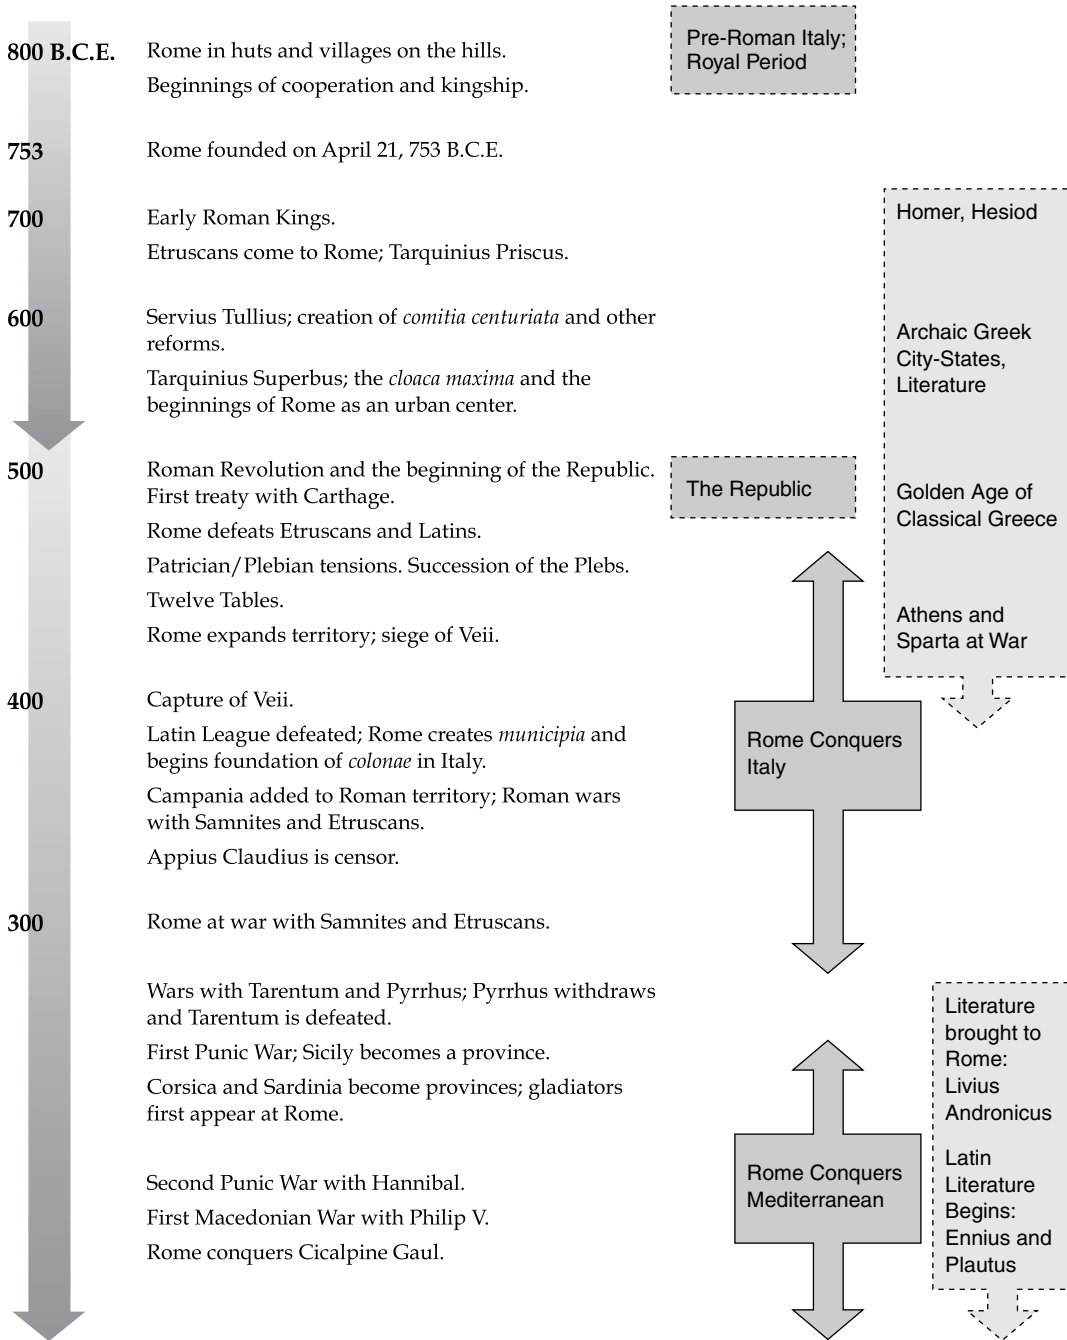 800 B.C.E. Rome in huts and villages on the hills.
Beginnings of cooperation and kingship.
Pre-Roman Italy;
Royal Period
753 Rome founded on April 21, 753 B.C.E.
700 Early Roman Kings.
Etruscans come to Rome; Tarquinius Priscus.
Homer, Hesiod
600 Servius Tullius; creation of comitia centuriata and other
reforms.
Tarquinius Superbus; the cloaca maxima and the
beginnings of Rome as an urban center.
Archaic Greek
City-States,
Literature
500 Roman Revolution and the beginning of the Republic.
First treaty with Carthage.
Rome defeats Etruscans and Latins.
Patrician/Plebian tensions. Succession of the Plebs.
Twelve Tables.
Rome expands territory; siege of Veii.
The Republic
Golden Age of
Classical Greece
Athens and
Sparta at War
400 Capture of Veii.
Latin League defeated; Rome creates municipia and
begins foundation of colonae in Italy.
Campania added to Roman territory; Roman wars
with Samnites and Etruscans.
Appius Claudius is censor.
Rome Conquers
Italy
300 Rome at war with Samnites and Etruscans.
Wars with Tarentum and Pyrrhus; Pyrrhus withdraws
and Tarentum is defeated.
First Punic War; Sicily becomes a province.
Corsica and Sardinia become provinces; gladiators
first appear at Rome.
Second Punic War with Hannibal.
First Macedonian War with Philip V.
Rome conquers Cicalpine Gaul.
Rome Conquers
Mediterranean
Literature
brought to
Rome:
Livius
Andronicus
Latin
Literature
Begins:
Ennius and
Plautus